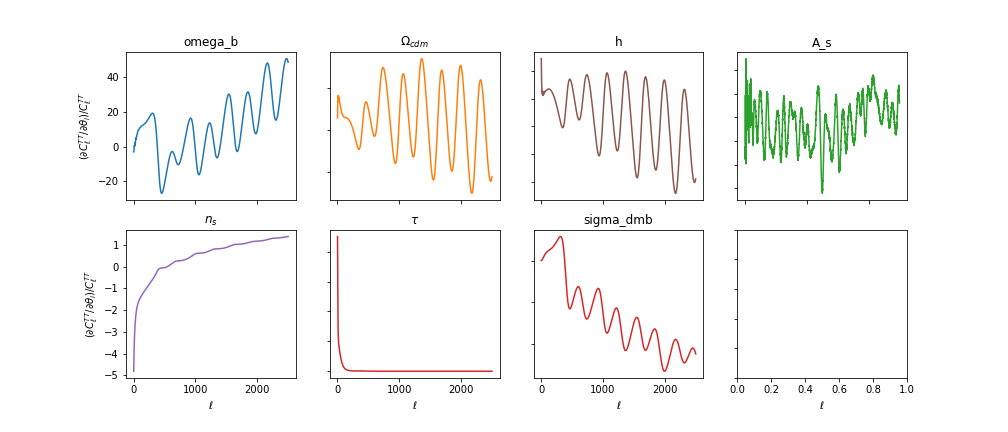 omega_b
Ω_cdm
h
A_s
(∂C_ℓ^TT/∂θ_i)/C_ℓ^TT
40
20
0
−20
n_s
τ
sigma_dmb
(∂C_ℓ^TT/∂θ_i)/C_ℓ^TT
1
0
−1
−2
−3
−4
−5
0 1000 2000
0 1000 2000
0 1000 2000
0.0 0.2 0.4 0.6 0.8 1.0
ℓ
ℓ
ℓ
ℓ